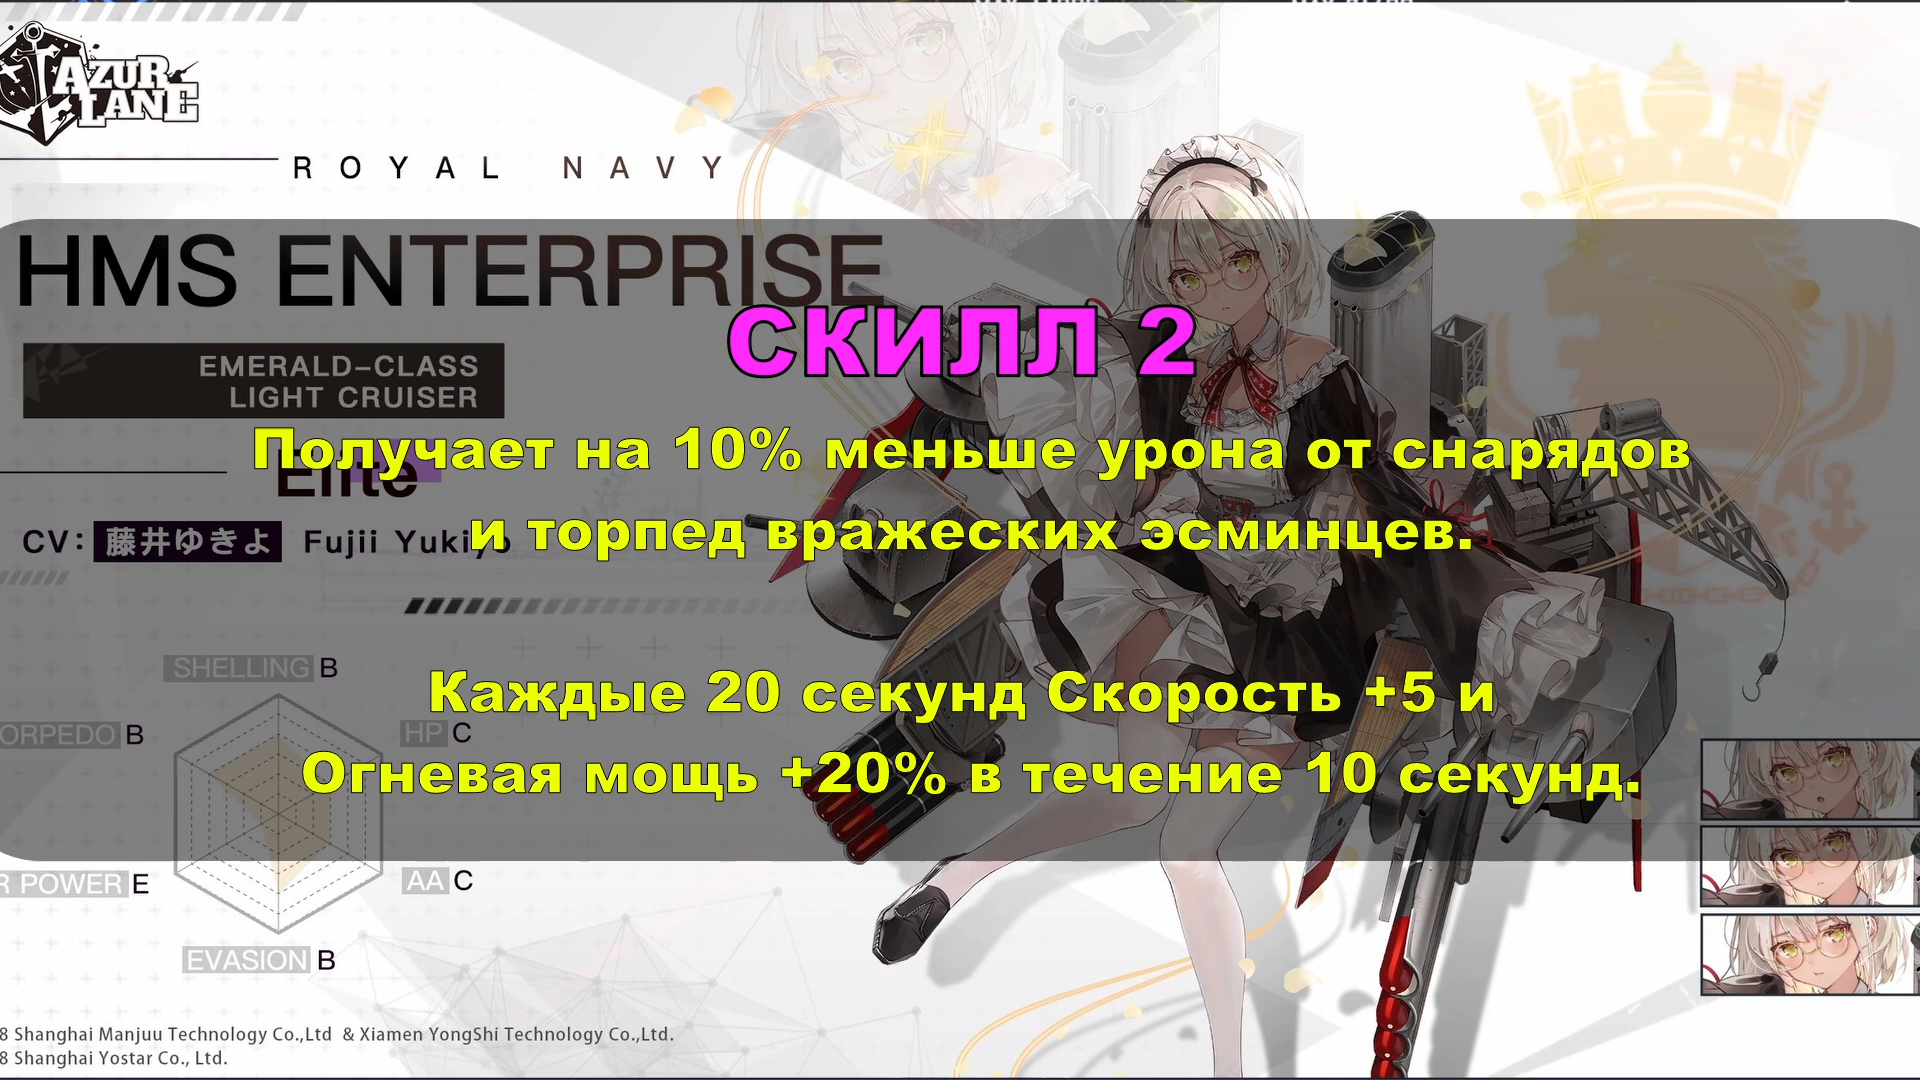 AZUR
LANE
ROYAL NAVY
HMS ENTERPRISE
СКИЛЛ 2
EMERALD-CLASS
LIGHT CRUISER
Получает на 10% меньше урона от снарядов
Elite
и торпед вражеских эсминцев.
CV: 藤井ゆきよ Fujii Yukiyo
SHELLING B
Каждые 20 секунд Скорость +5 и
ORPEDO B
HP C
Огневая мощь +20% в течение 10 секунд.
R POWER E
AA C
EVASION B
8 Shanghai Manjuu Technology Co.,Ltd & Xiamen YongShi Technology Co.,Ltd.
8 Shanghai Yostar Co., Ltd.